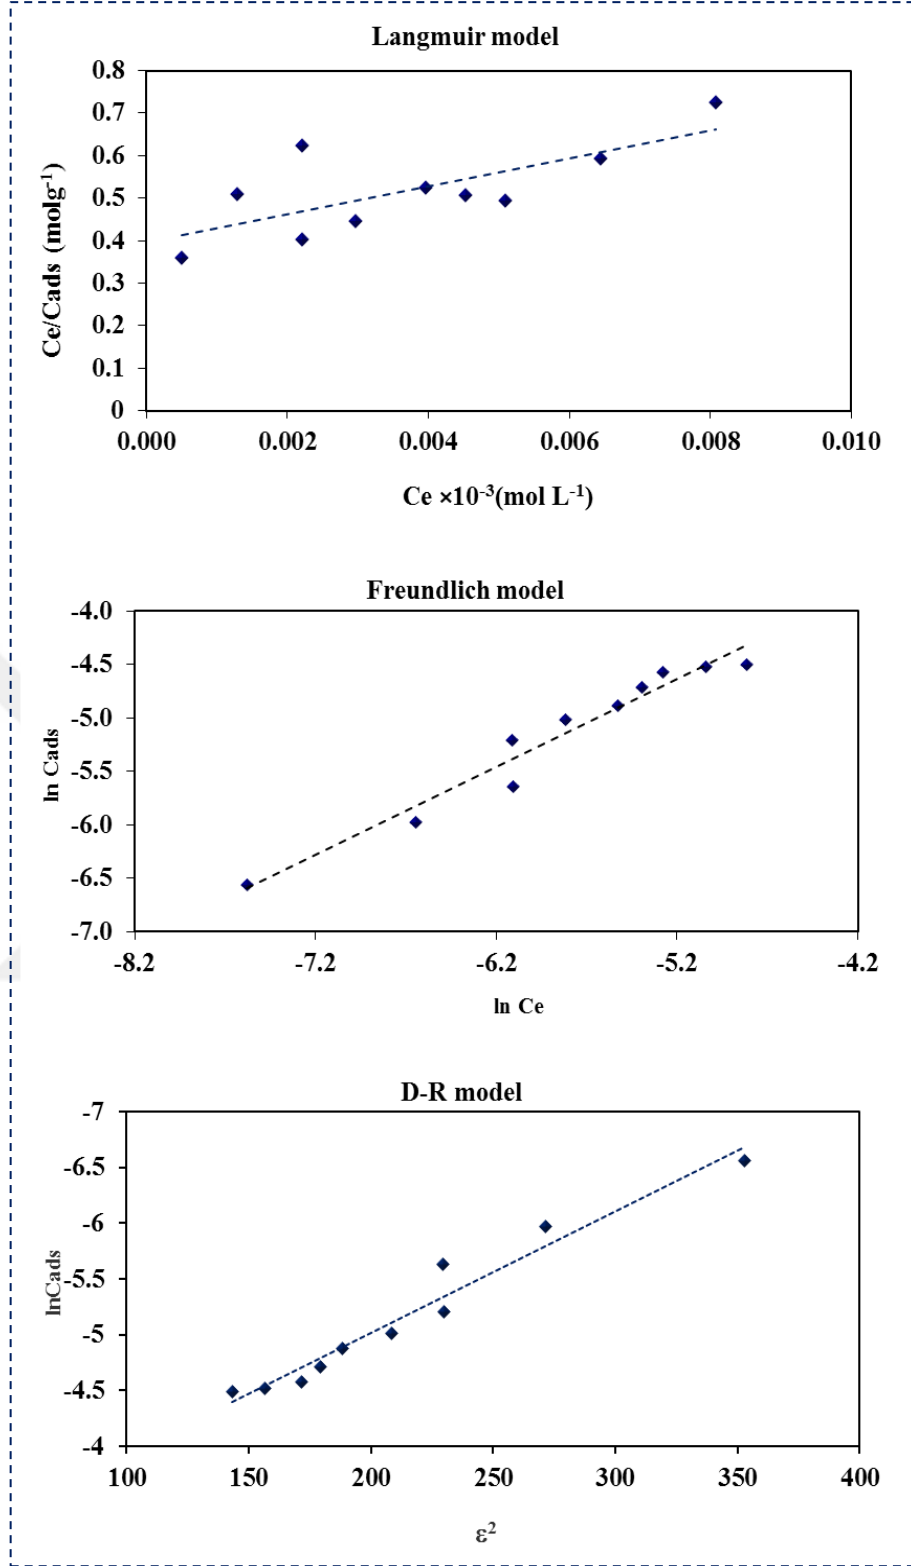 Langmuir model
0.8
0.7
0.6
0.5
0.4
0.3
0.2
0.1
0
Ce/Cads (molg⁻¹)
0.000 0.002 0.004 0.006 0.008 0.010
Ce ×10⁻³(mol L⁻¹)
Freundlich model
-4.0
-4.5
-5.0
-5.5
-6.0
-6.5
-7.0
ln Cads
-8.2 -7.2 -6.2 -5.2 -4.2
ln Ce
D-R model
-7
-6.5
-6
-5.5
-5
-4.5
-4
lnCads
100 150 200 250 300 350 400
ε²